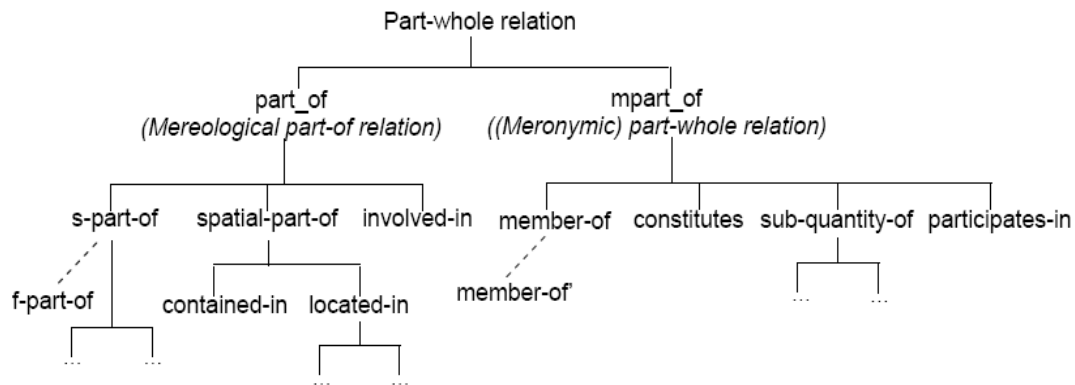 Part-whole relation
part_of mpart_of
(Mereological part-of relation) ((Meronymic) part-whole relation)
s-part-of spatial-part-of involved-in member-of constitutes sub-quantity-of participates-in
f-part-of contained-in located-in member-of' ... ...
... ...
... ...